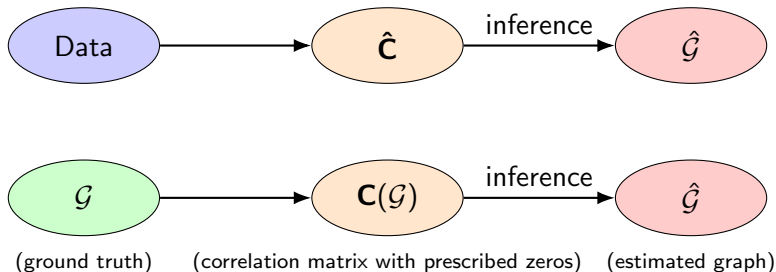 inference
Data Ĉ 𝒢̂
inference
𝒢 C(𝒢) 𝒢̂
(ground truth) (correlation matrix with prescribed zeros) (estimated graph)